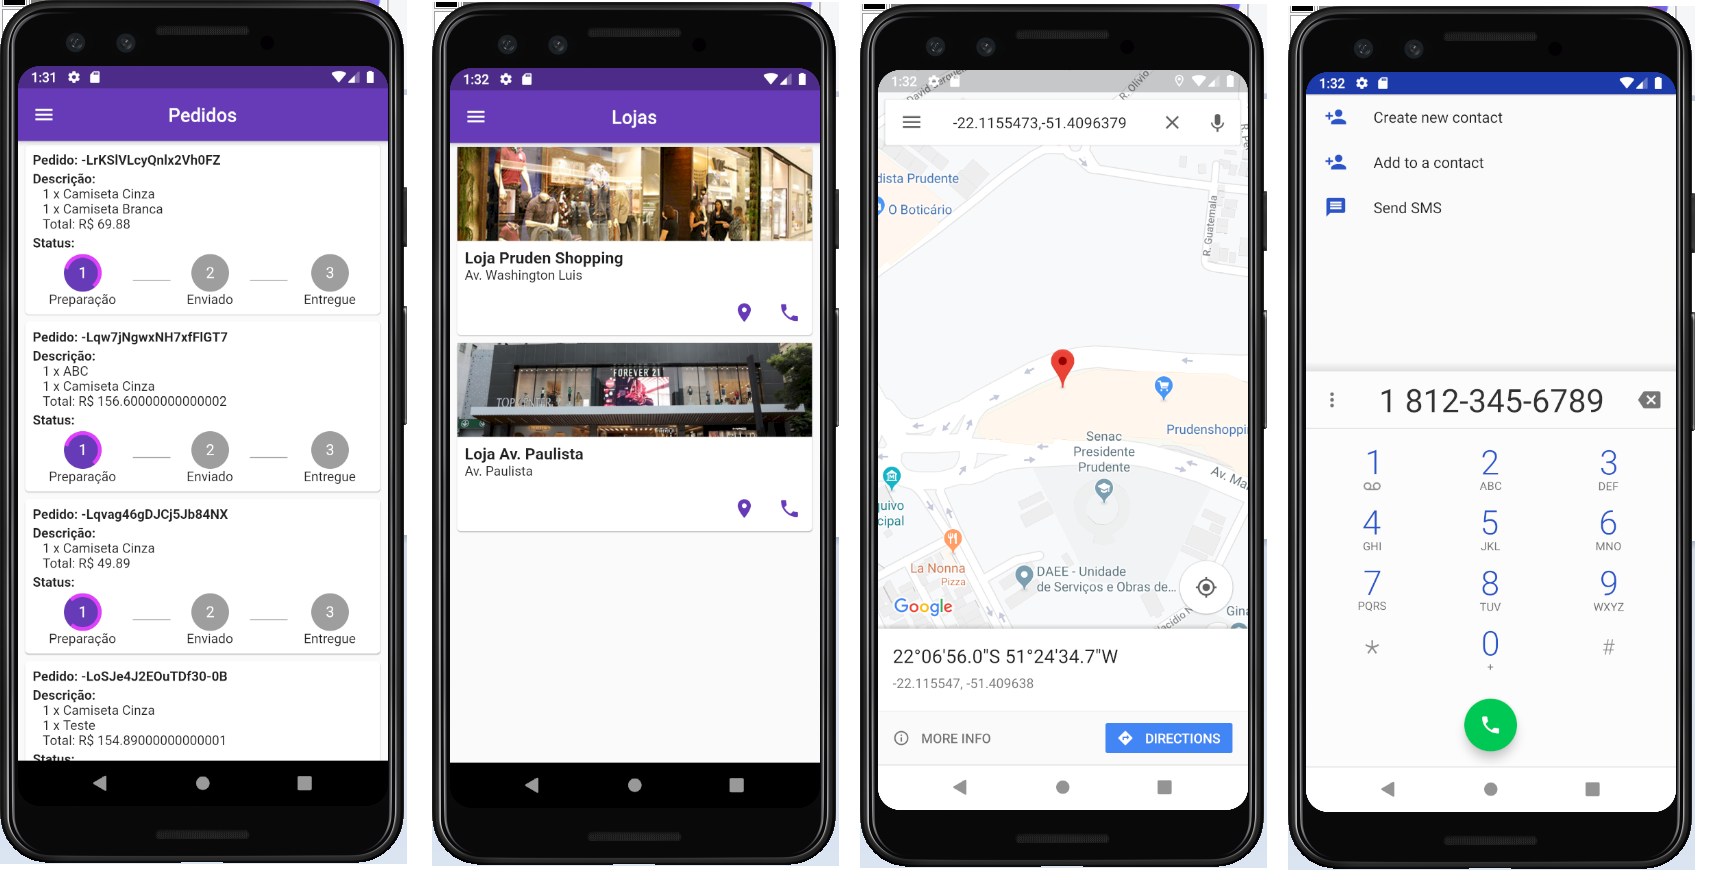 1:31
Pedidos
Pedido: -LrKSlVLcyQnlx2Vh0FZ
Descrição:
1 x Camiseta Cinza
1 x Camiseta Branca
Total: R$ 69.88
Status:
1 2 3
Preparação Enviado Entregue
Pedido: -Lqw7jNgwxNH7xfFlGT7
Descrição:
1 x ABC
1 x Camiseta Cinza
Total: R$ 156.60000000000002
Status:
1 2 3
Preparação Enviado Entregue
Pedido: -Lqvag46gDJCj5Jb84NX
Descrição:
1 x Camiseta Cinza
Total: R$ 49.89
Status:
1 2 3
Preparação Enviado Entregue
Pedido: -LoSJe4J2EOuTDf30-0B
Descrição:
1 x Camiseta Cinza
1 x Teste
Total: R$ 154.89000000000001
Status:
1:32
Lojas
Loja Pruden Shopping
Av. Washington Luis
FOREVER 21
TOP CENTER
Loja Av. Paulista
Av. Paulista
1:32
R. Olivio
-22.1155473,-51.4096379
dista Prudente
O Boticário
R. Guatemala
Prudenshoppi
Senac
Presidente
Prudente
Av. Ma
quivo
cipal
La Nonna
Pizza
DAEE - Unidade
de Serviços e Obras de...
Google
Gina
22°06'56.0"S 51°24'34.7"W
-22.115547, -51.409638
MORE INFO
DIRECTIONS
1:32
Create new contact
Add to a contact
Send SMS
1 812-345-6789
1 2 3
ABC DEF
4 5 6
GHI JKL MNO
7 8 9
PQRS TUV WXYZ
* 0 #
+